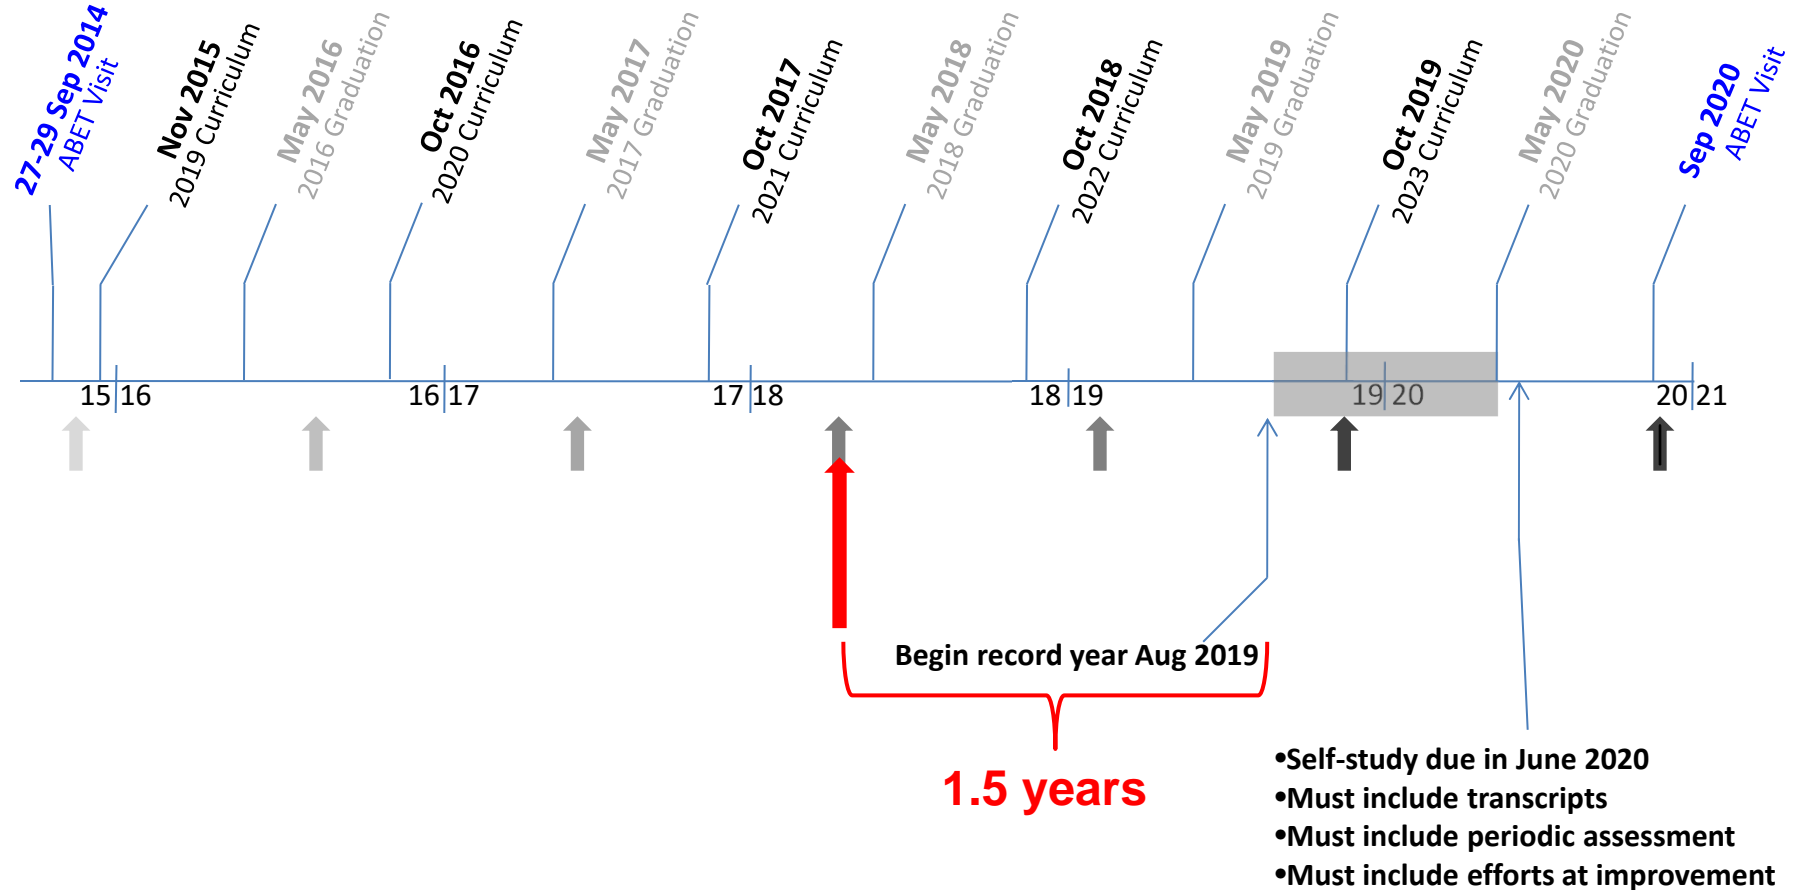 27-29 Sep 2014
ABET Visit
Nov 2015
2019 Curriculum
May 2016
2016 Graduation
Oct 2016
2020 Curriculum
May 2017
2017 Graduation
Oct 2017
2021 Curriculum
May 2018
2018 Graduation
Oct 2018
2022 Curriculum
May 2019
2019 Graduation
Oct 2019
2023 Curriculum
May 2020
2020 Graduation
Sep 2020
ABET Visit
15 16
16 17
17 18
18 19
19 20
20 21
Begin record year Aug 2019
1.5 years
•Self-study due in June 2020
•Must include transcripts
•Must include periodic assessment
•Must include efforts at improvement